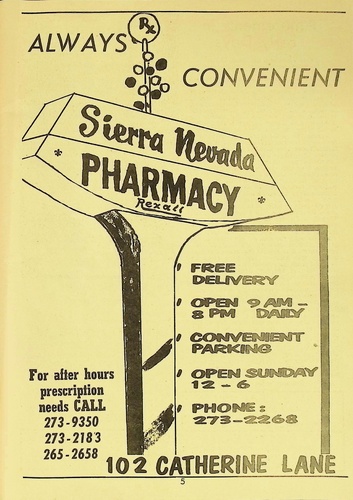 Rx
ALWAYS
CONVENIENT
Sierra Nevada
PHARMACY
Rexall
FREE
DELIVERY
OPEN 9 AM –
8 PM DAILY
CONVENIENT
PARKING
OPEN SUNDAY
12 - 6
PHONE:
273-2268
For after hours
prescription
needs CALL
273-9350
273-2183
265-2658
102 CATHERINE LANE
5